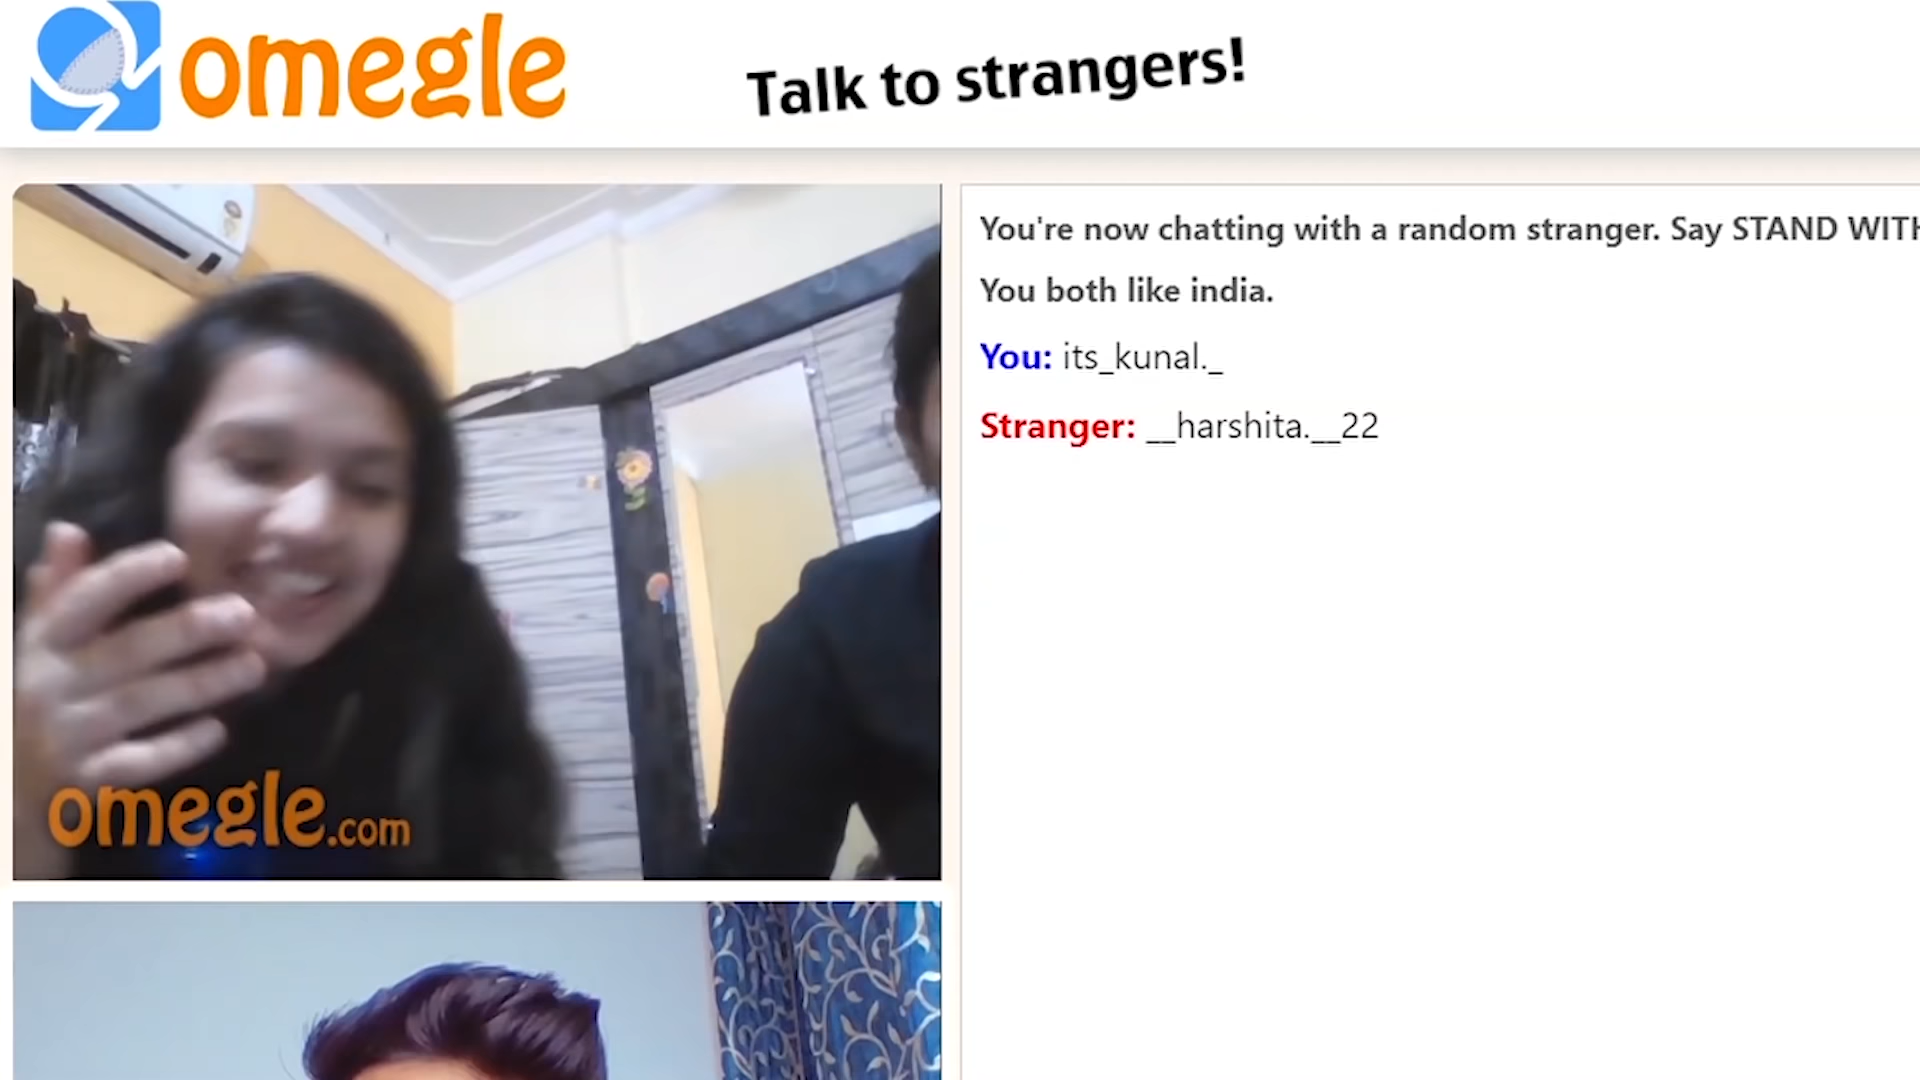 omegle
Talk to strangers!
You're now chatting with a random stranger. Say STAND WITH
You both like india.
You: its_kunal._
Stranger: __harshita.__22
omegle.com